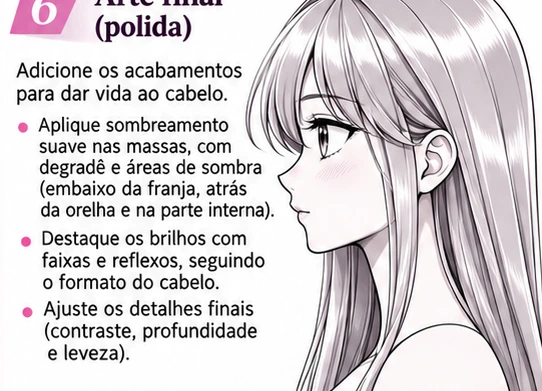 6
Arte final
(polida)
Adicione os acabamentos
para dar vida ao cabelo.
Aplique sombreamento
suave nas massas, com
degradê e áreas de sombra
(embaixo da franja, atrás
da orelha e na parte interna).
Destaque os brilhos com
faixas e reflexos, seguindo
o formato do cabelo.
Ajuste os detalhes finais
(contraste, profundidade
e leveza).